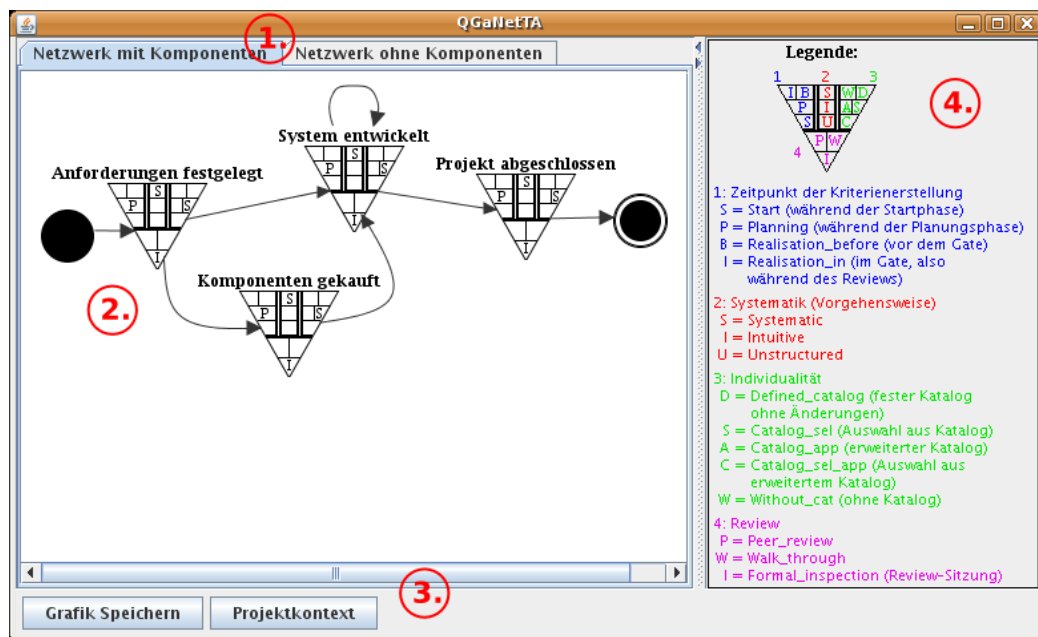 QGaNetTA
1.
Netzwerk mit Komponenten
Netzwerk ohne Komponenten
System entwickelt
S
P
S
I
Anforderungen festgelegt
S
P
S
I
Projekt abgeschlossen
S
P
S
I
Komponenten gekauft
S
P
S
I
2.
3.
Grafik Speichern
Projektkontext
Legende:
4.
1 2 3
I B S W D
P I A S
S U C
4 P W
I
1: Zeitpunkt der Kriterienerstellung
S = Start (während der Startphase)
P = Planning (während der Planungsphase)
B = Realisation_before (vor dem Gate)
I = Realisation_in (im Gate, also
während des Reviews)
2: Systematik (Vorgehensweise)
S = Systematic
I = Intuitive
U = Unstructured
3: Individualität
D = Defined_catalog (fester Katalog
ohne Änderungen)
S = Catalog_sel (Auswahl aus Katalog)
A = Catalog_app (erweiterter Katalog)
C = Catalog_sel_app (Auswahl aus
erweitertem Katalog)
W = Without_cat (ohne Katalog)
4: Review
P = Peer_review
W = Walk_through
I = Formal_inspection (Review-Sitzung)